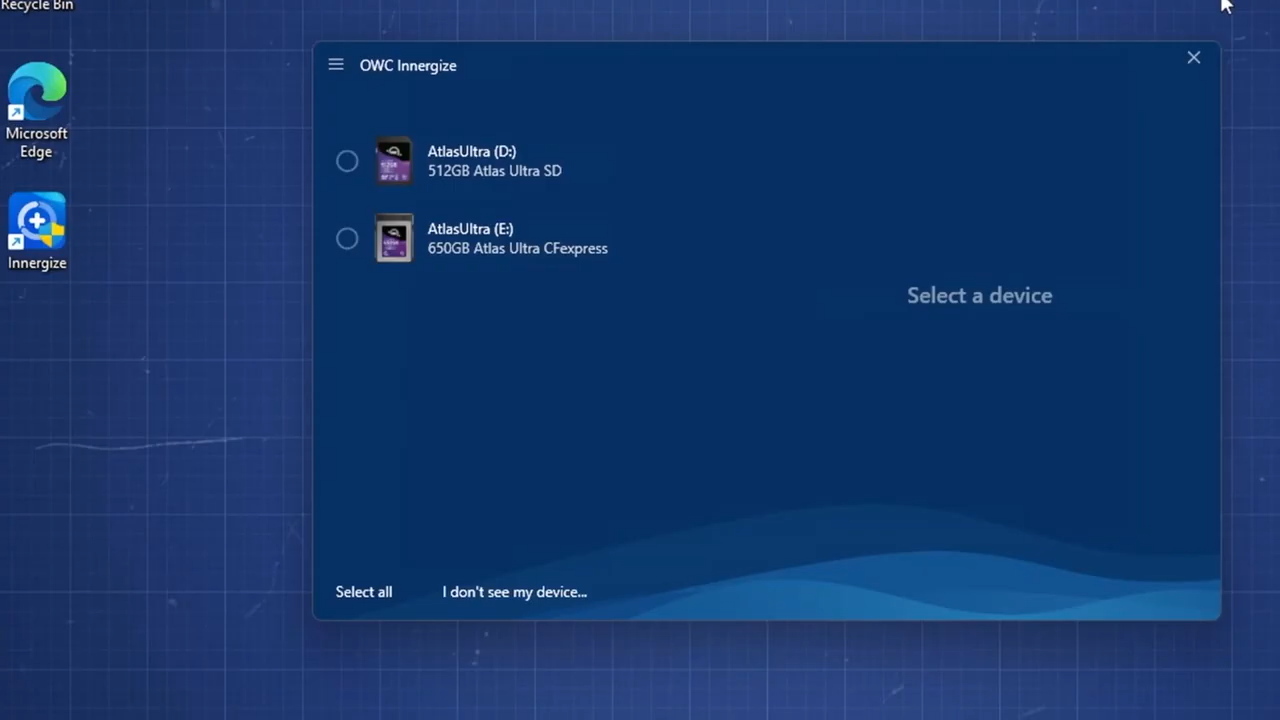 Recycle Bin
Microsoft
Edge
Innergize
OWC Innergize
AtlasUltra (D:)
512GB Atlas Ultra SD
AtlasUltra (E:)
650GB Atlas Ultra CFexpress
Select a device
Select all
I don't see my device...